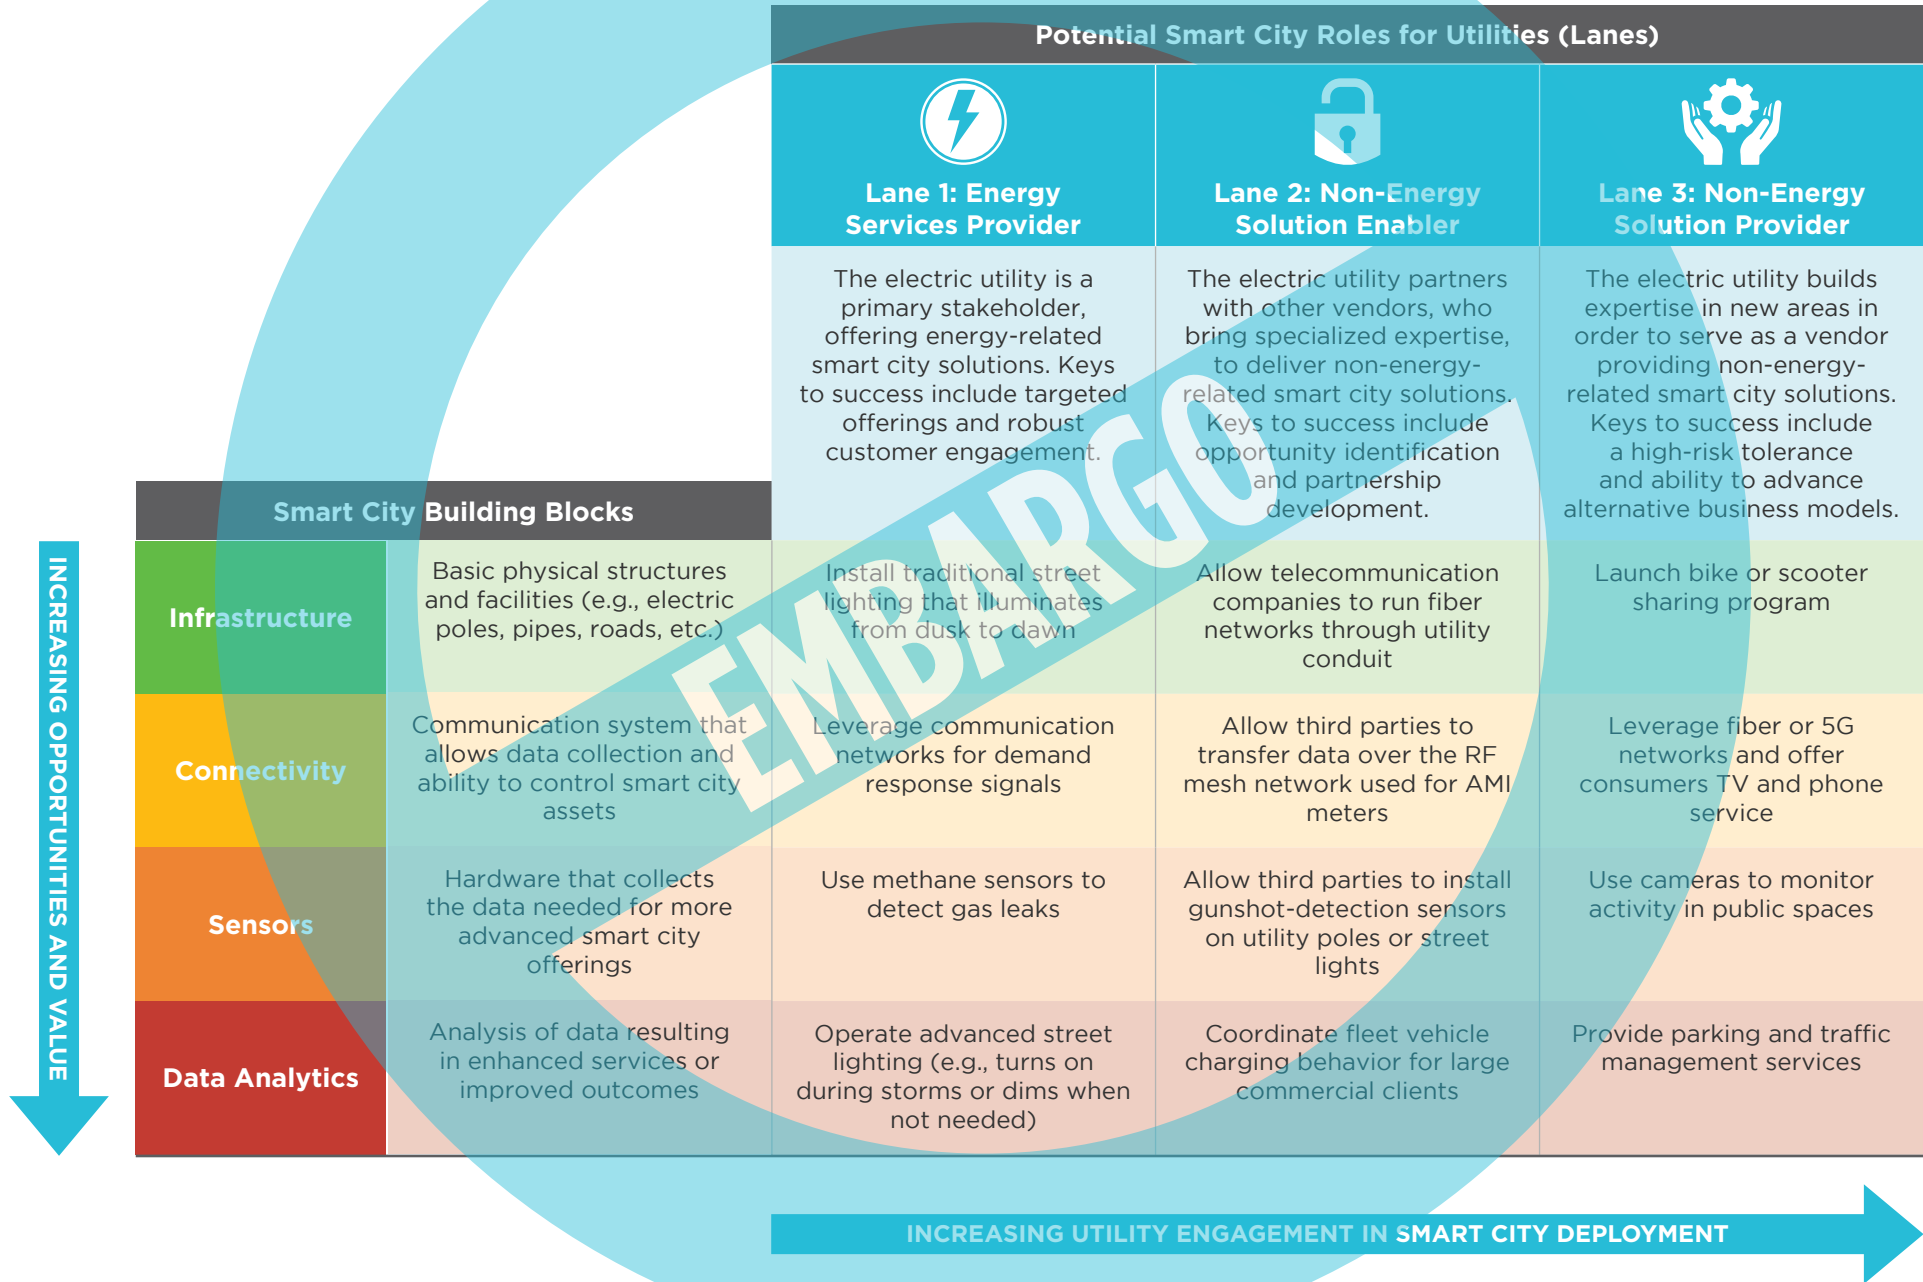 Potential Smart City Roles for Utilities (Lanes)
Lane 1: Energy
Services Provider
Lane 2: Non-Energy
Solution Enabler
Lane 3: Non-Energy
Solution Provider
The electric utility is a
primary stakeholder,
offering energy-related
smart city solutions. Keys
to success include targeted
offerings and robust
customer engagement.
The electric utility partners
with other vendors, who
bring specialized expertise,
to deliver non-energy-
related smart city solutions.
Keys to success include
opportunity identification
and partnership
development.
The electric utility builds
expertise in new areas in
order to serve as a vendor
providing non-energy-
related smart city solutions.
Keys to success include
a high-risk tolerance
and ability to advance
alternative business models.
Smart City Building Blocks
Infrastructure
Basic physical structures
and facilities (e.g., electric
poles, pipes, roads, etc.)
Install traditional street
lighting that illuminates
from dusk to dawn
Allow telecommunication
companies to run fiber
networks through utility
conduit
Launch bike or scooter
sharing program
Connectivity
Communication system that
allows data collection and
ability to control smart city
assets
Leverage communication
networks for demand
response signals
Allow third parties to
transfer data over the RF
mesh network used for AMI
meters
Leverage fiber or 5G
networks and offer
consumers TV and phone
service
Sensors
Hardware that collects
the data needed for more
advanced smart city
offerings
Use methane sensors to
detect gas leaks
Allow third parties to install
gunshot-detection sensors
on utility poles or street
lights
Use cameras to monitor
activity in public spaces
Data Analytics
Analysis of data resulting
in enhanced services or
improved outcomes
Operate advanced street
lighting (e.g., turns on
during storms or dims when
not needed)
Coordinate fleet vehicle
charging behavior for large
commercial clients
Provide parking and traffic
management services
INCREASING OPPORTUNITIES AND VALUE
INCREASING UTILITY ENGAGEMENT IN SMART CITY DEPLOYMENT
EMBARGO